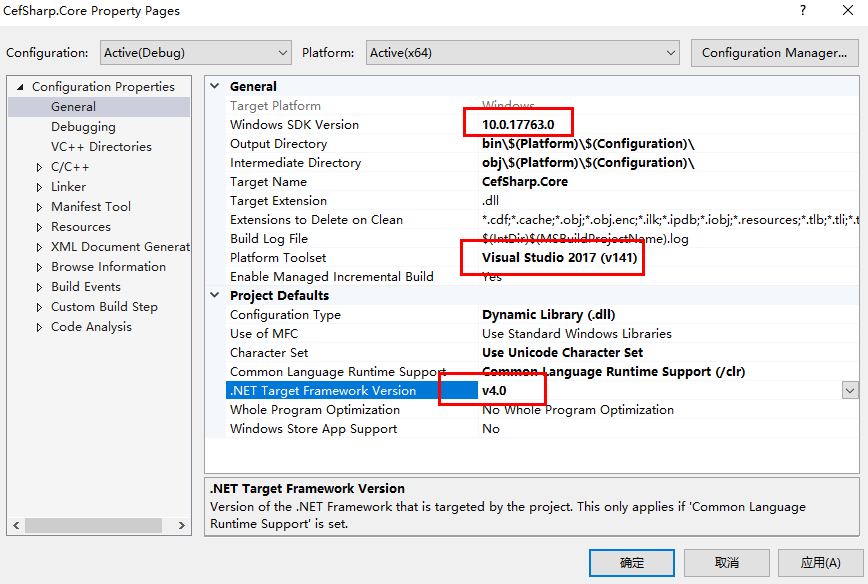 CefSharp.Core Property Pages ?
Configuration: Active(Debug) Platform: Active(x64) Configuration Manager...
Configuration Properties
General
Debugging
VC++ Directories
C/C++
Linker
Manifest Tool
Resources
XML Document Generat
Browse Information
Build Events
Custom Build Step
Code Analysis
General
Target Platform Windows
Windows SDK Version 10.0.17763.0
Output Directory bin\$(Platform)\$(Configuration)\
Intermediate Directory obj\$(Platform)\$(Configuration)\
Target Name CefSharp.Core
Target Extension .dll
Extensions to Delete on Clean *.cdf;*.cache;*.obj;*.obj.enc;*.ilk;*.ipdb;*.iobj;*.resources;*.tlb;*.tli;*.t
Build Log File $(IntDir)$(MSBuildProjectName).log
Platform Toolset Visual Studio 2017 (v141)
Enable Managed Incremental Build Yes
Project Defaults
Configuration Type Dynamic Library (.dll)
Use of MFC Use Standard Windows Libraries
Character Set Use Unicode Character Set
Common Language Runtime Support Common Language Runtime Support (/clr)
.NET Target Framework Version v4.0
Whole Program Optimization No Whole Program Optimization
Windows Store App Support No
.NET Target Framework Version
Version of the .NET Framework that is targeted by the project. This only applies if 'Common Language
Runtime Support' is set.
确定 取消 应用(A)